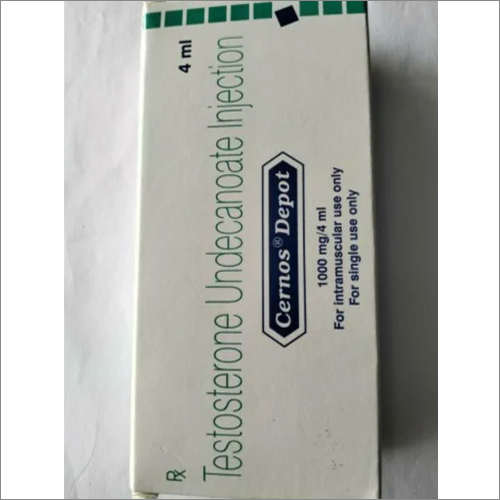 Rx 4 ml
Testosterone Undecanoate Injection
Cernos® Depot
1000 mg/4 ml
For intramuscular use only
For single use only